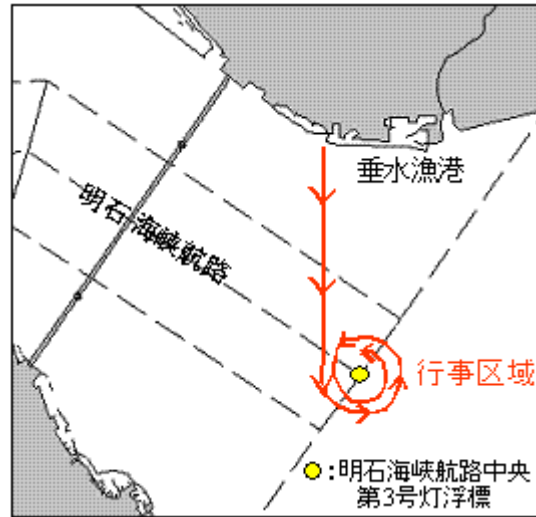 垂水漁港
明石海峡航路
行事区域
:明石海峡航路中央
第3号灯浮標